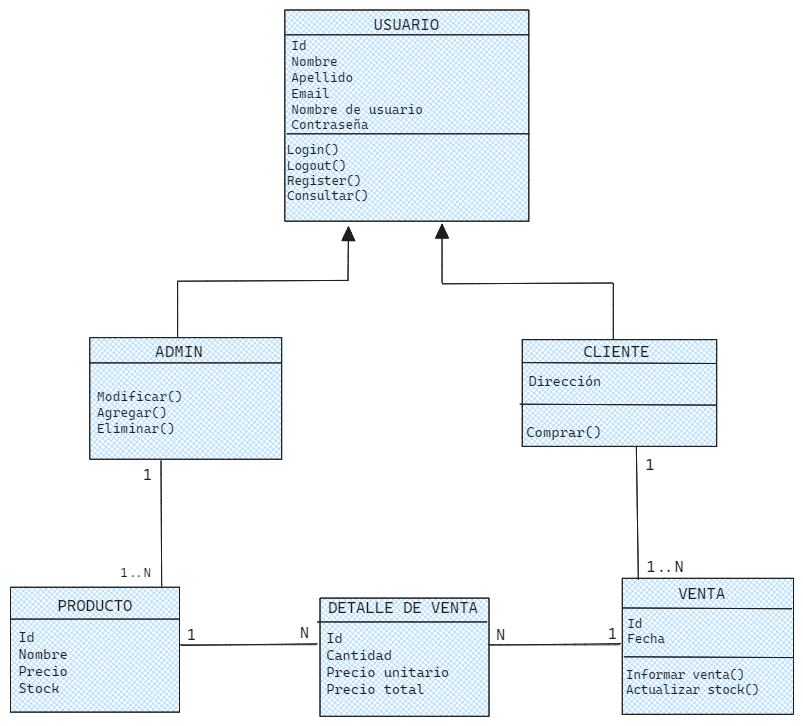 USUARIO
Id
Nombre
Apellido
Email
Nombre de usuario
Contraseña
Login()
Logout()
Register()
Consultar()
ADMIN
Modificar()
Agregar()
Eliminar()
CLIENTE
Dirección
Comprar()
1
1
1..N
1..N
PRODUCTO
Id
Nombre
Precio
Stock
1
N
DETALLE DE VENTA
Id
Cantidad
Precio unitario
Precio total
N
1
VENTA
Id
Fecha
Informar venta()
Actualizar stock()